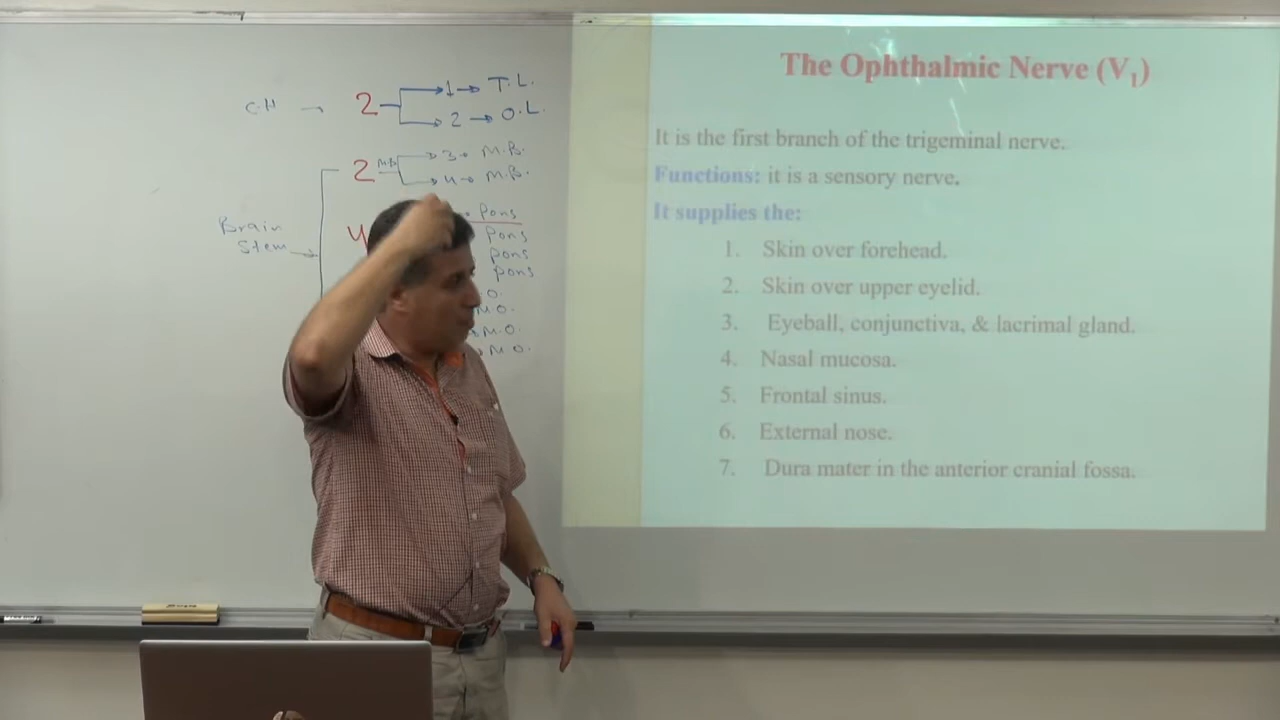 C.H → 2 → 1 → T.L.
→ 2 → O.L.
2 M.B → 3 → M.B.
→ 4 → M.B.
Brain
Stem →
4
→ Pons
Pons
Pons
Pons
.O.
M.O.
→ M.O.
→ M.O.
The Ophthalmic Nerve (V1)
It is the first branch of the trigeminal nerve.
Functions: it is a sensory nerve.
It supplies the:
1. Skin over forehead.
2. Skin over upper eyelid.
3. Eyeball, conjunctiva, & lacrimal gland.
4. Nasal mucosa.
5. Frontal sinus.
6. External nose.
7. Dura mater in the anterior cranial fossa.